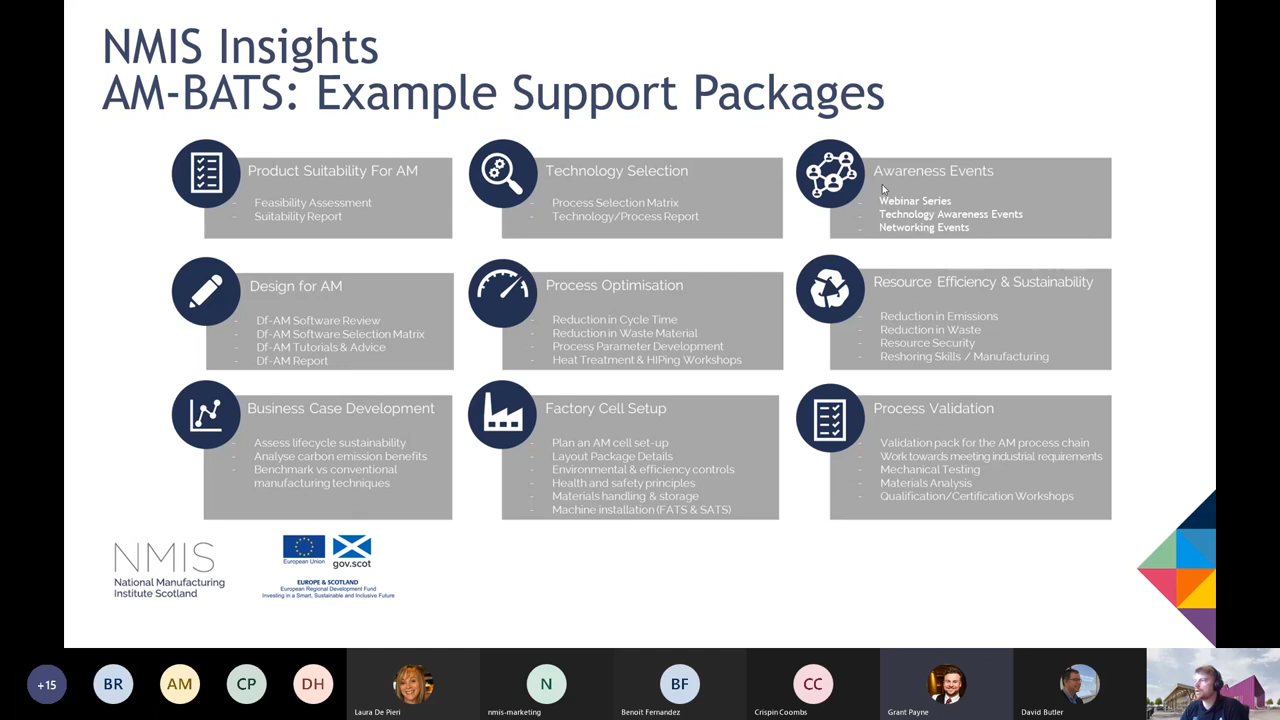 NMIS Insights
AM-BATS: Example Support Packages
Product Suitability For AM
- Feasibility Assessment
- Suitability Report
Technology Selection
- Process Selection Matrix
- Technology/Process Report
Awareness Events
- Webinar Series
- Technology Awareness Events
- Networking Events
Design for AM
- Df-AM Software Review
- Df-AM Software Selection Matrix
- Df-AM Tutorials & Advice
- Df-AM Report
Process Optimisation
- Reduction in Cycle Time
- Reduction in Waste Material
- Process Parameter Development
- Heat Treatment & HIPing Workshops
Resource Efficiency & Sustainability
- Reduction in Emissions
- Reduction in Waste
- Resource Security
- Reshoring Skills / Manufacturing
Business Case Development
- Assess lifecycle sustainability
- Analyse carbon emission benefits
- Benchmark vs conventional
manufacturing techniques
Factory Cell Setup
- Plan an AM cell set-up
- Layout Package Details
- Environmental & efficiency controls
- Health and safety principles
- Materials handling & storage
- Machine installation (FATS & SATS)
Process Validation
- Validation pack for the AM process chain
- Work towards meeting industrial requirements
- Mechanical Testing
- Materials Analysis
- Qualification/Certification Workshops
NMIS
National Manufacturing
Institute Scotland
European Union
gov.scot
EUROPE & SCOTLAND
European Regional Development Fund
Investing in a Smart, Sustainable and Inclusive Future
+15
BR
AM
CP
DH
Laura De Pieri
N
nmis-marketing
BF
Benoit Fernandez
CC
Crispin Coombs
Grant Payne
David Butler